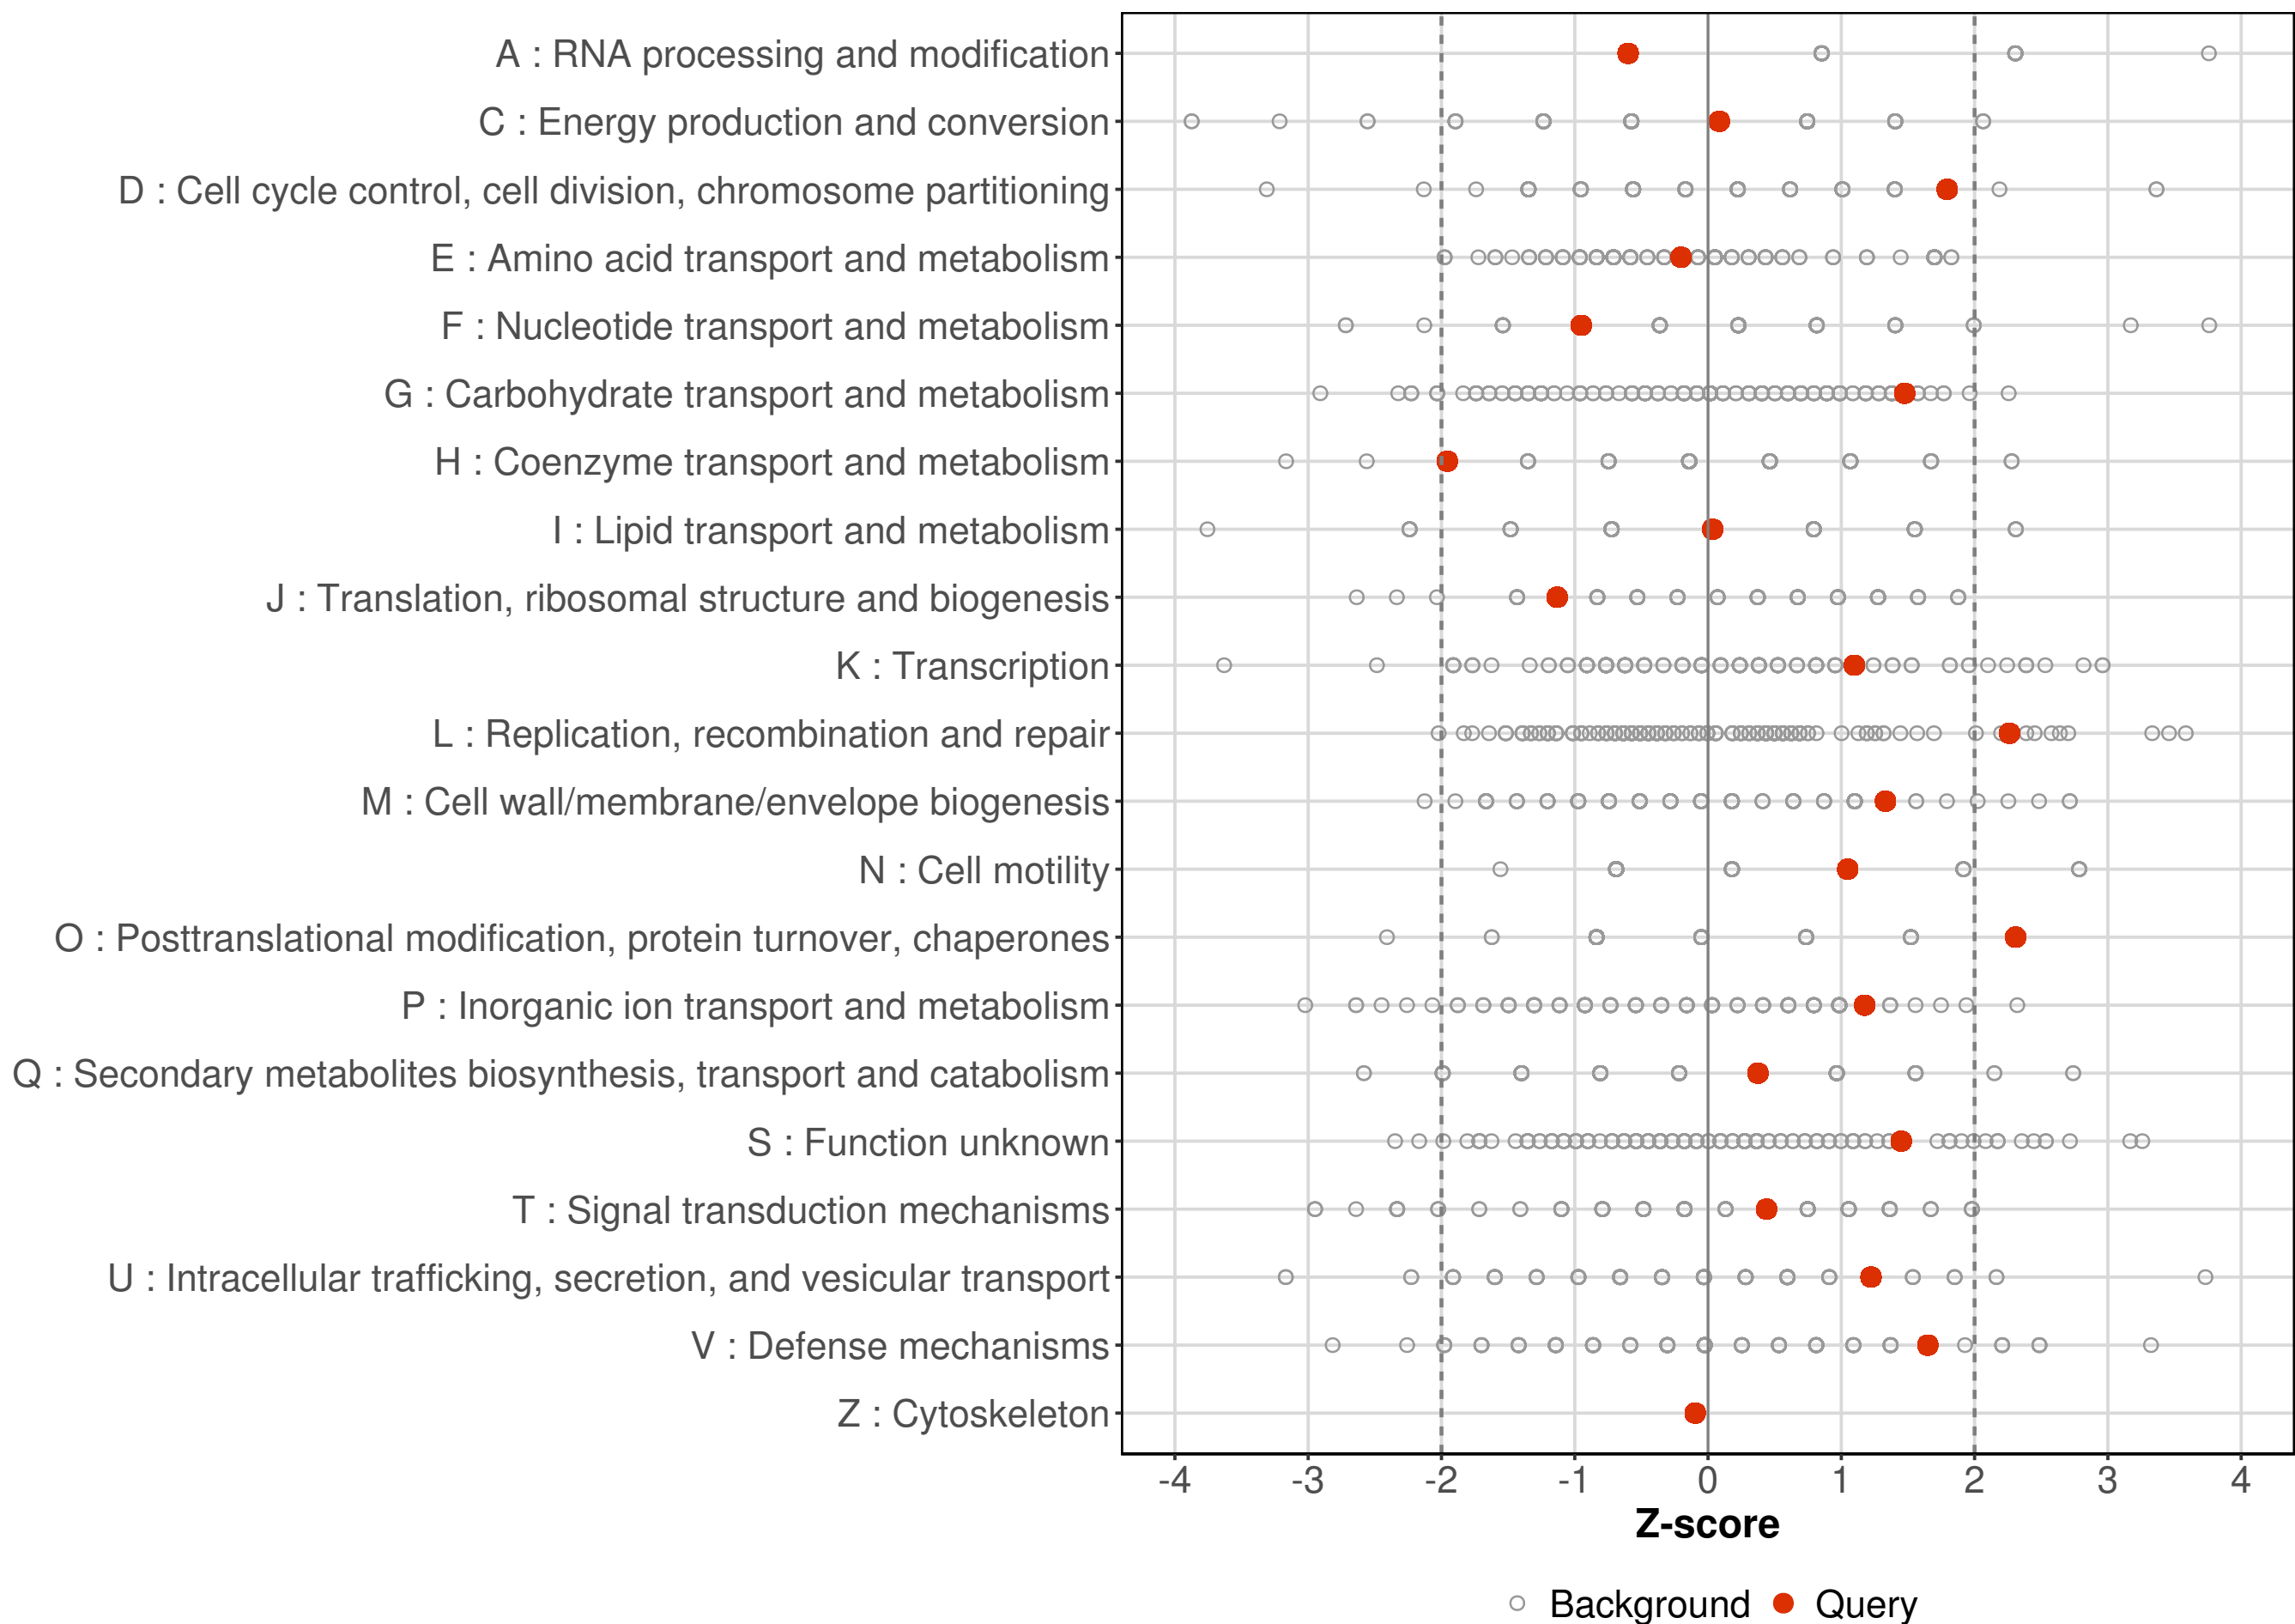 A : RNA processing and modification
C : Energy production and conversion
D : Cell cycle control, cell division, chromosome partitioning
E : Amino acid transport and metabolism
F : Nucleotide transport and metabolism
G : Carbohydrate transport and metabolism
H : Coenzyme transport and metabolism
I : Lipid transport and metabolism
J : Translation, ribosomal structure and biogenesis
K : Transcription
L : Replication, recombination and repair
M : Cell wall/membrane/envelope biogenesis
N : Cell motility
O : Posttranslational modification, protein turnover, chaperones
P : Inorganic ion transport and metabolism
Q : Secondary metabolites biosynthesis, transport and catabolism
S : Function unknown
T : Signal transduction mechanisms
U : Intracellular trafficking, secretion, and vesicular transport
V : Defense mechanisms
Z : Cytoskeleton
-4 -3 -2 -1 0 1 2 3 4
Z-score
Background Query